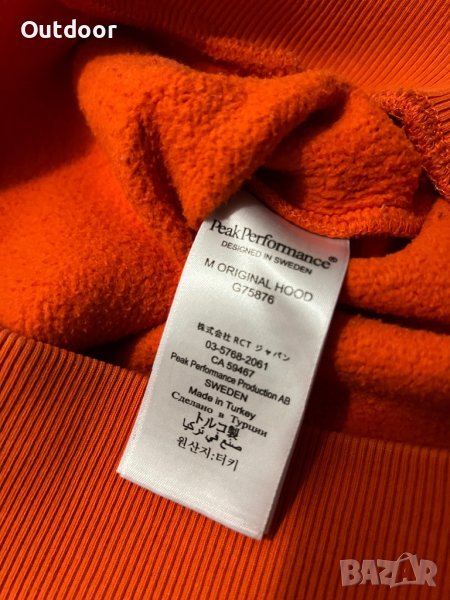 Outdoor
PeakPerformance®
DESIGNED IN SWEDEN
M ORIGINAL HOOD
G75876
株式会社 RCT ジャパン
03-5768-2061
CA 59467
Peak Performance Production AB
SWEDEN
Made in Turkey
Сделано в Турции
トルコ製
صنع في تركيا
원산지:터키
BAZAR